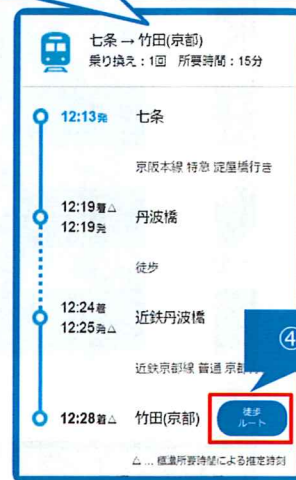 七条 → 竹田(京都)
乗り換え：1回 所要時間：15分
12:13発 七条
京阪本線 特急 淀屋橋行き
12:19着△
12:19発 丹波橋
徒歩
12:24着
12:25発△ 近鉄丹波橋
④
近鉄京都線 普通 京都
12:28着△ 竹田(京都)
徒歩
ルート
△ … 標準所要時間による推定時刻